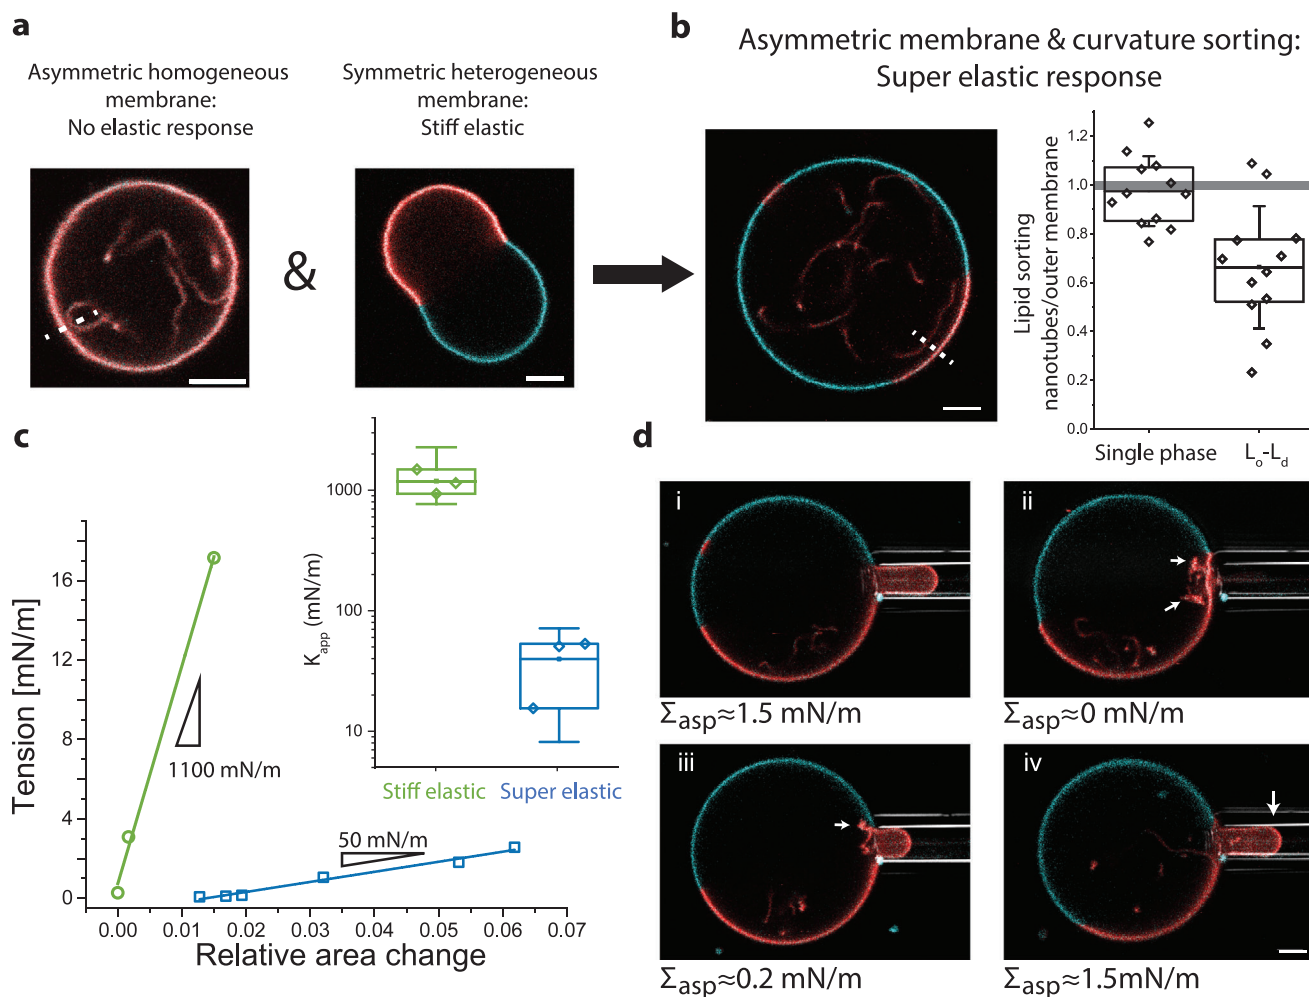 a
Asymmetric homogeneous
membrane:
No elastic response
Symmetric heterogeneous
membrane:
Stiff elastic
&
b
Asymmetric membrane & curvature sorting:
Super elastic response
Lipid sorting
nanotubes/outer membrane
1.2
1.0
0.8
0.6
0.4
0.2
0.0
Single phase
Lo-Ld
c
Tension [mN/m]
16
12
8
4
0
0.00
0.01
0.02
0.03
0.04
0.05
0.06
0.07
Relative area change
1100 mN/m
50 mN/m
Kapp (mN/m)
1000
100
10
Stiff elastic
Super elastic
d
i
Σasp≈1.5 mN/m
ii
Σasp≈0 mN/m
iii
Σasp≈0.2 mN/m
iv
Σasp≈1.5mN/m